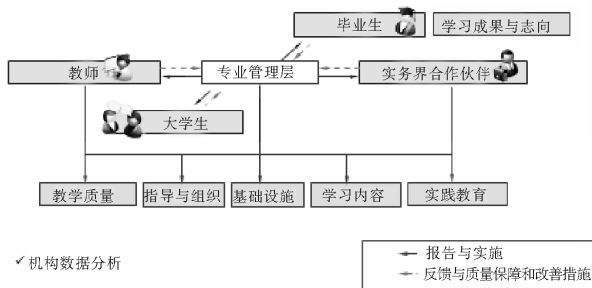 毕业生
学习成果与志向
教师
专业管理层
实务界合作伙伴
大学生
教学质量
指导与组织
基础设施
学习内容
实践教育
✓机构数据分析
报告与实施
反馈与质量保障和改善措施